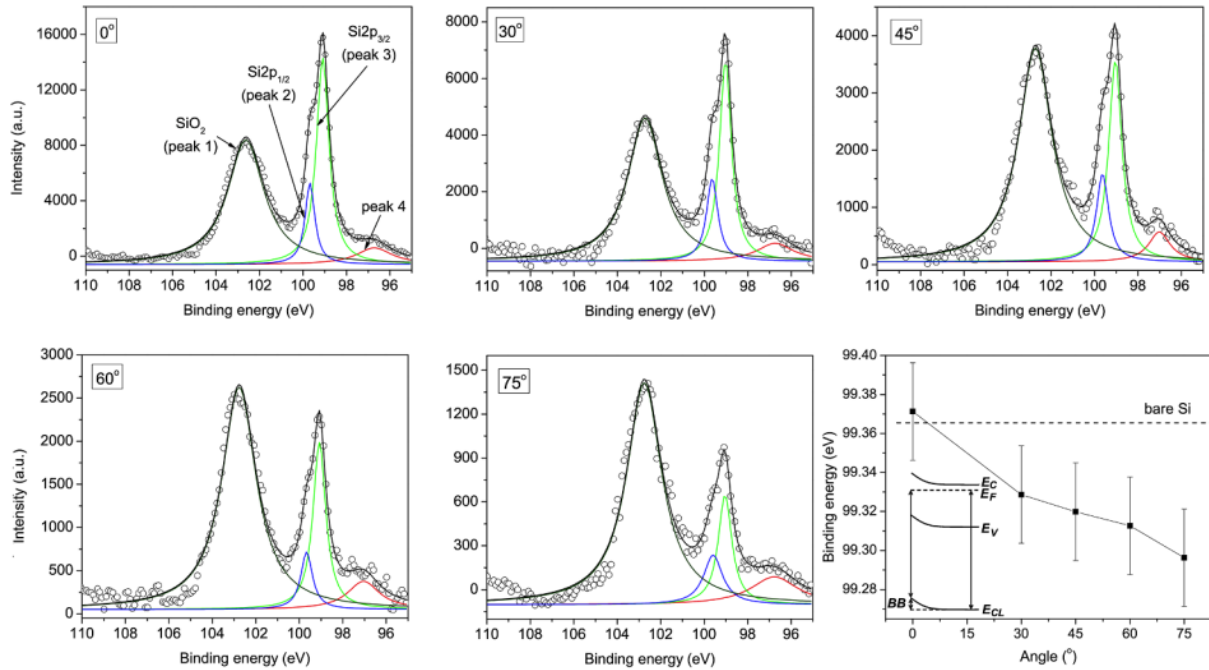 0°
Si2p3/2
(peak 3)
Si2p1/2
(peak 2)
SiO2
(peak 1)
peak 4
16000
12000
8000
4000
0
Intensity (a.u.)
110 108 106 104 102 100 98 96
Binding energy (eV)
30°
8000
6000
4000
2000
0
110 108 106 104 102 100 98 96
Binding energy (eV)
45°
4000
3000
2000
1000
0
110 108 106 104 102 100 98 96
Binding energy (eV)
60°
3000
2500
2000
1500
1000
500
0
Intensity (a.u.)
110 108 106 104 102 100 98 96
Binding energy (eV)
75°
1500
1200
900
600
300
0
110 108 106 104 102 100 98 96
Binding energy (eV)
99.40
99.38
99.36
99.34
99.32
99.30
99.28
Binding energy (eV)
bare Si
EC
EF
EV
BB
ECL
0 15 30 45 60 75
Angle (°)